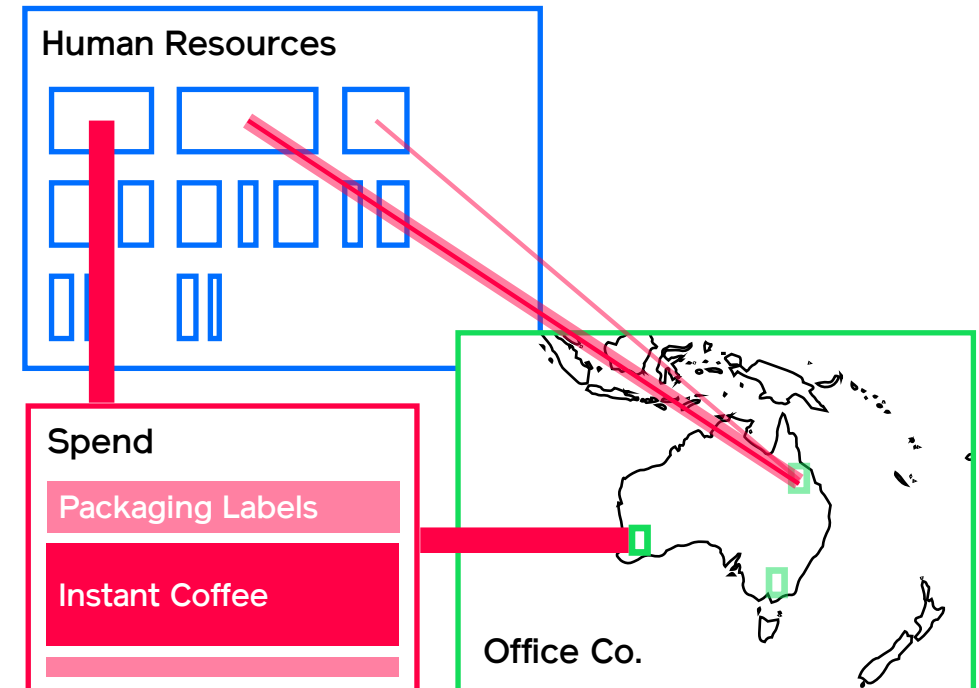 Human Resources
Spend
Packaging Labels
Instant Coffee
Office Co.